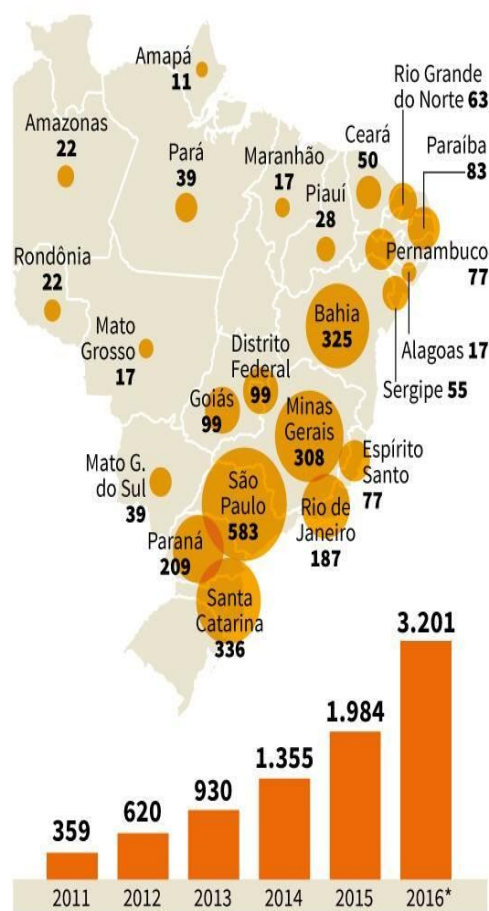 Amapá
11
Rio Grande
do Norte 63
Amazonas
22
Pará
39
Maranhão
17
Ceará
50
Paraíba
83
Piauí
28
Pernambuco
77
Rondônia
22
Mato
Grosso
17
Bahia
325
Distrito
Federal
99
Alagoas 17
Sergipe 55
Goiás
99
Minas
Gerais
308
Espírito
Santo
77
Mato G.
do Sul
39
São
Paulo
583
Rio de
Janeiro
187
Paraná
209
Santa
Catarina
336
3.201
1.984
1.355
930
620
359
2011 2012 2013 2014 2015 2016*